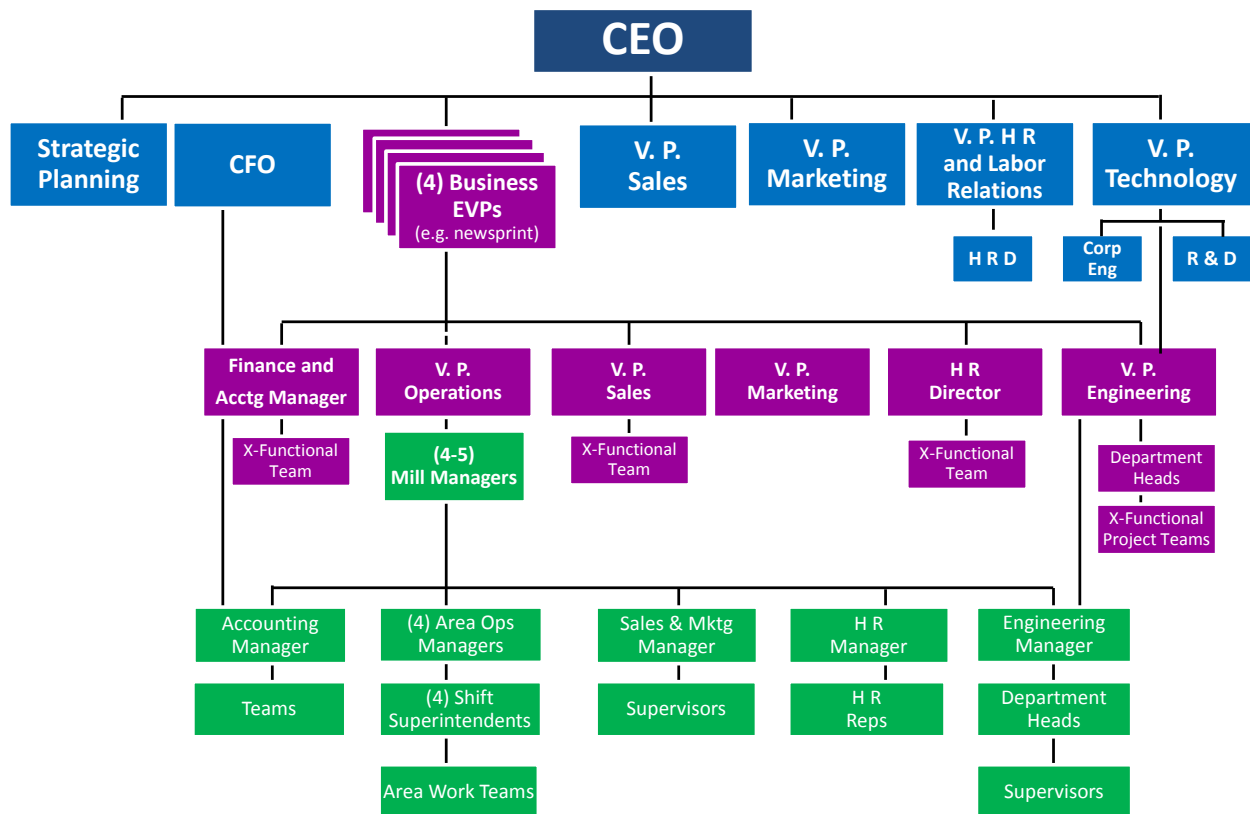 CEO
Strategic
Planning
CFO
(4) Business
EVPs
(e.g. newsprint)
V. P.
Sales
V. P.
Marketing
V. P. H R
and Labor
Relations
V. P.
Technology
H R D
Corp
Eng
R & D
Finance and
Acctg Manager
V. P.
Operations
V. P.
Sales
V. P.
Marketing
H R
Director
V. P.
Engineering
X-Functional
Team
(4-5)
Mill Managers
X-Functional
Team
X-Functional
Team
Department
Heads
X-Functional
Project Teams
Accounting
Manager
(4) Area Ops
Managers
Sales & Mktg
Manager
H R
Manager
Engineering
Manager
Teams
(4) Shift
Superintendents
Supervisors
H R
Reps
Department
Heads
Area Work Teams
Supervisors